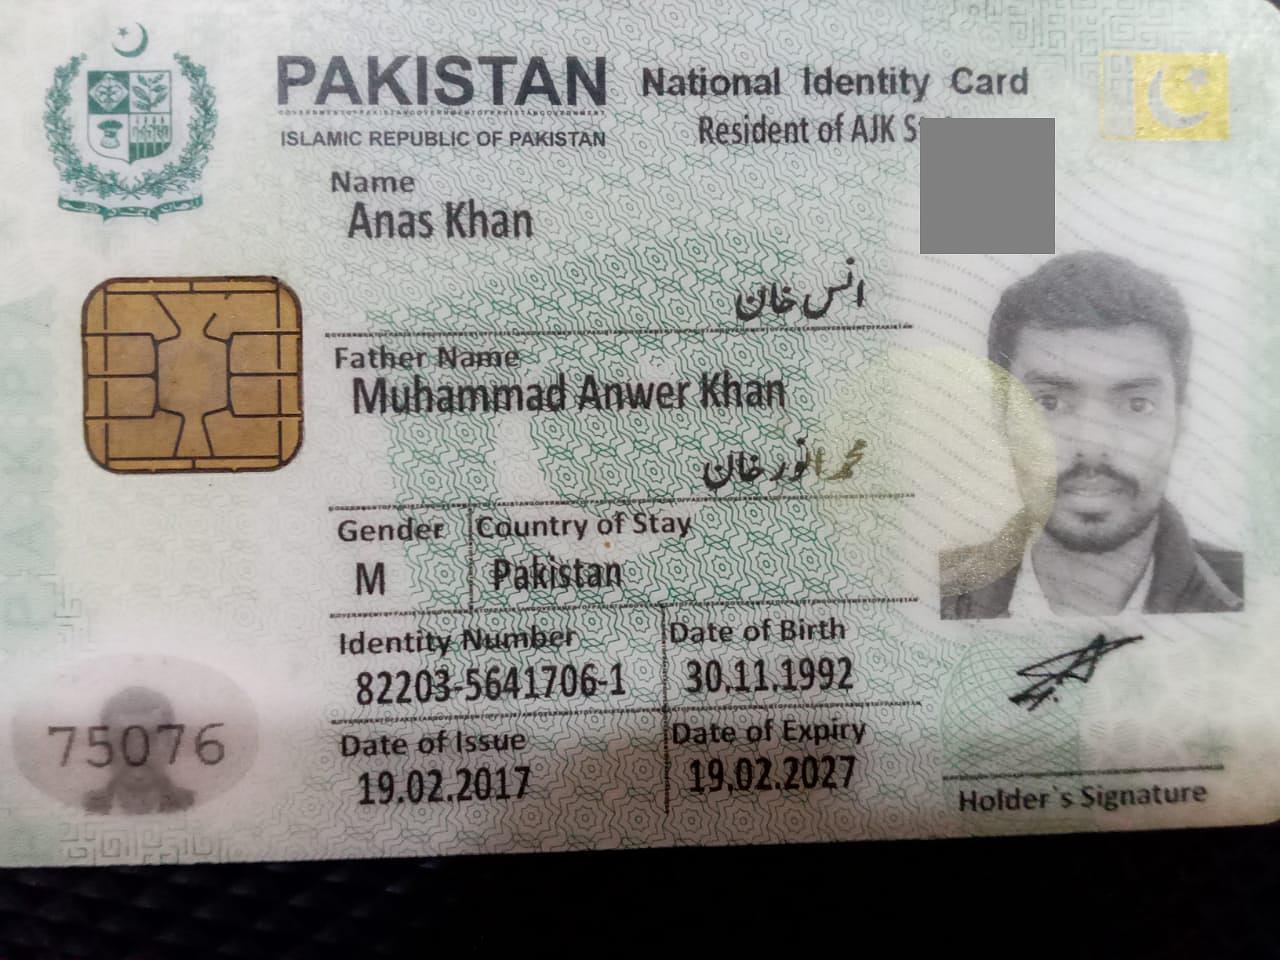 PAKISTAN National Identity Card
ISLAMIC REPUBLIC OF PAKISTAN
Resident of AJK
Name
Anas Khan
انس خان
Father Name
Muhammad Anwer Khan
محمد انور خان
Gender Country of Stay
M Pakistan
Identity Number Date of Birth
82203-5641706-1 30.11.1992
Date of Issue Date of Expiry
19.02.2017 19.02.2027
75076
Holder's Signature